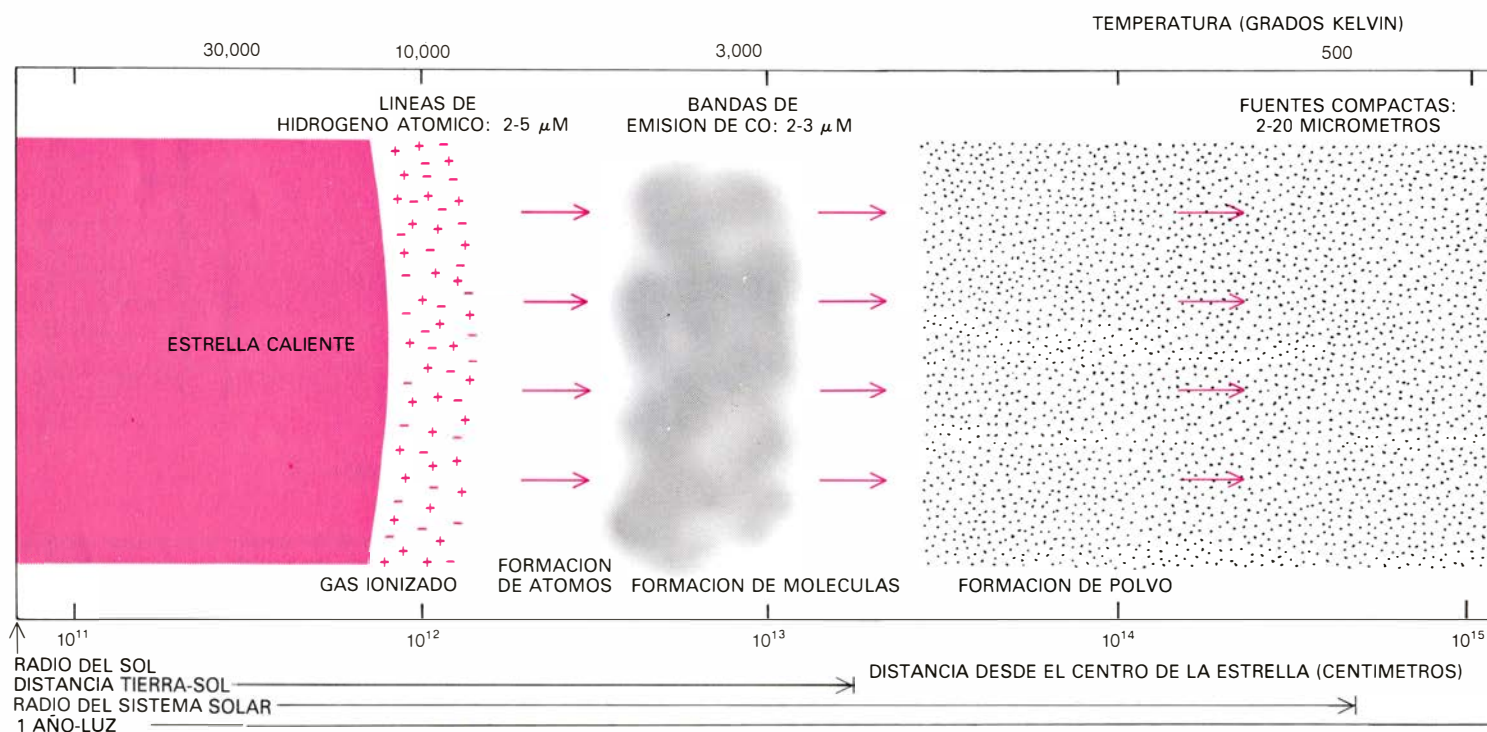 TEMPERATURA (GRADOS KELVIN)
30,000 10,000 3,000 500
LINEAS DE
HIDROGENO ATOMICO: 2-5 μM
BANDAS DE
EMISION DE CO: 2-3 μM
FUENTES COMPACTAS:
2-20 MICROMETROS
ESTRELLA CALIENTE
GAS IONIZADO
FORMACION
DE ATOMOS
FORMACION DE MOLECULAS
FORMACION DE POLVO
10¹¹ 10¹² 10¹³ 10¹⁴ 10¹⁵
RADIO DEL SOL
DISTANCIA DESDE EL CENTRO DE LA ESTRELLA (CENTIMETROS)
DISTANCIA TIERRA-SOL
RADIO DEL SISTEMA SOLAR
1 AÑO-LUZ